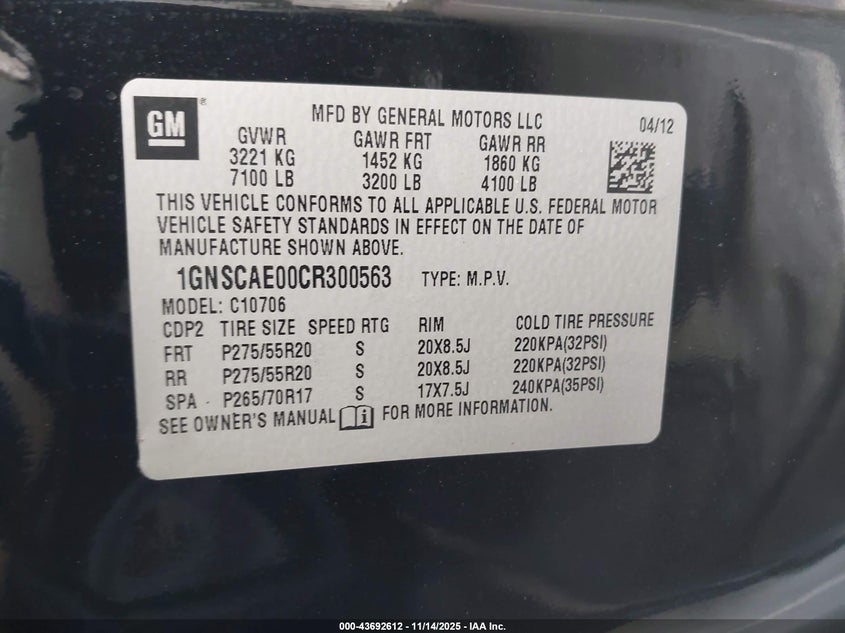 GM ®
MFD BY GENERAL MOTORS LLC
04/12
GVWR GAWR FRT GAWR RR
3221 KG 1452 KG 1860 KG
7100 LB 3200 LB 4100 LB
THIS VEHICLE CONFORMS TO ALL APPLICABLE U.S. FEDERAL MOTOR
VEHICLE SAFETY STANDARDS IN EFFECT ON THE DATE OF
MANUFACTURE SHOWN ABOVE.
1GNSCAE00CR300563 TYPE: M.P.V.
MODEL: C10706
CDP2 TIRE SIZE SPEED RTG RIM COLD TIRE PRESSURE
FRT P275/55R20 S 20X8.5J 220KPA(32PSI)
RR P275/55R20 S 20X8.5J 220KPA(32PSI)
SPA P265/70R17 S 17X7.5J 240KPA(35PSI)
SEE OWNER'S MANUAL i FOR MORE INFORMATION.
000-43692612 - 11/14/2025 - IAA Inc.